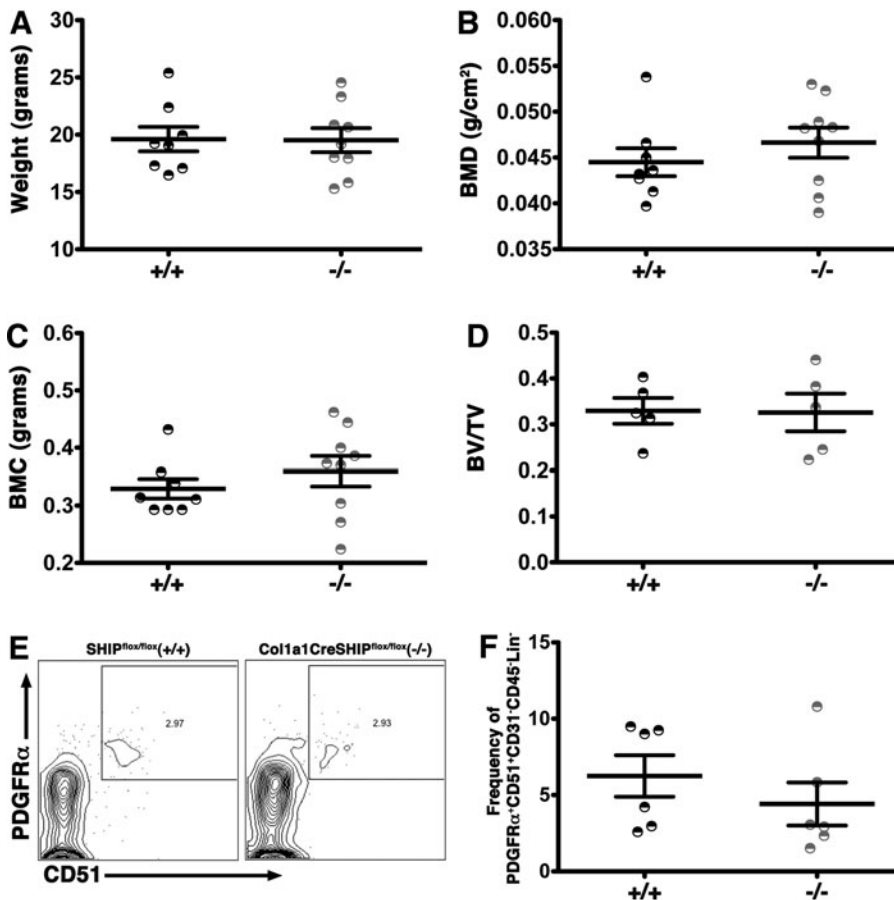 A
Weight (grams)
30
25
20
15
10
+/+
-/-
B
BMD (g/cm²)
0.060
0.055
0.050
0.045
0.040
0.035
+/+
-/-
C
BMC (grams)
0.6
0.5
0.4
0.3
0.2
+/+
-/-
D
BV/TV
0.5
0.4
0.3
0.2
0.1
0.0
+/+
-/-
E
SHIPflox/flox(+/+)
Col1a1CreSHIPflox/flox(-/-)
2.97
2.93
PDGFRα
CD51
F
Frequency of
PDGFRα⁺CD51⁺CD31⁻CD45⁻Lin⁻
15
10
5
0
+/+
-/-